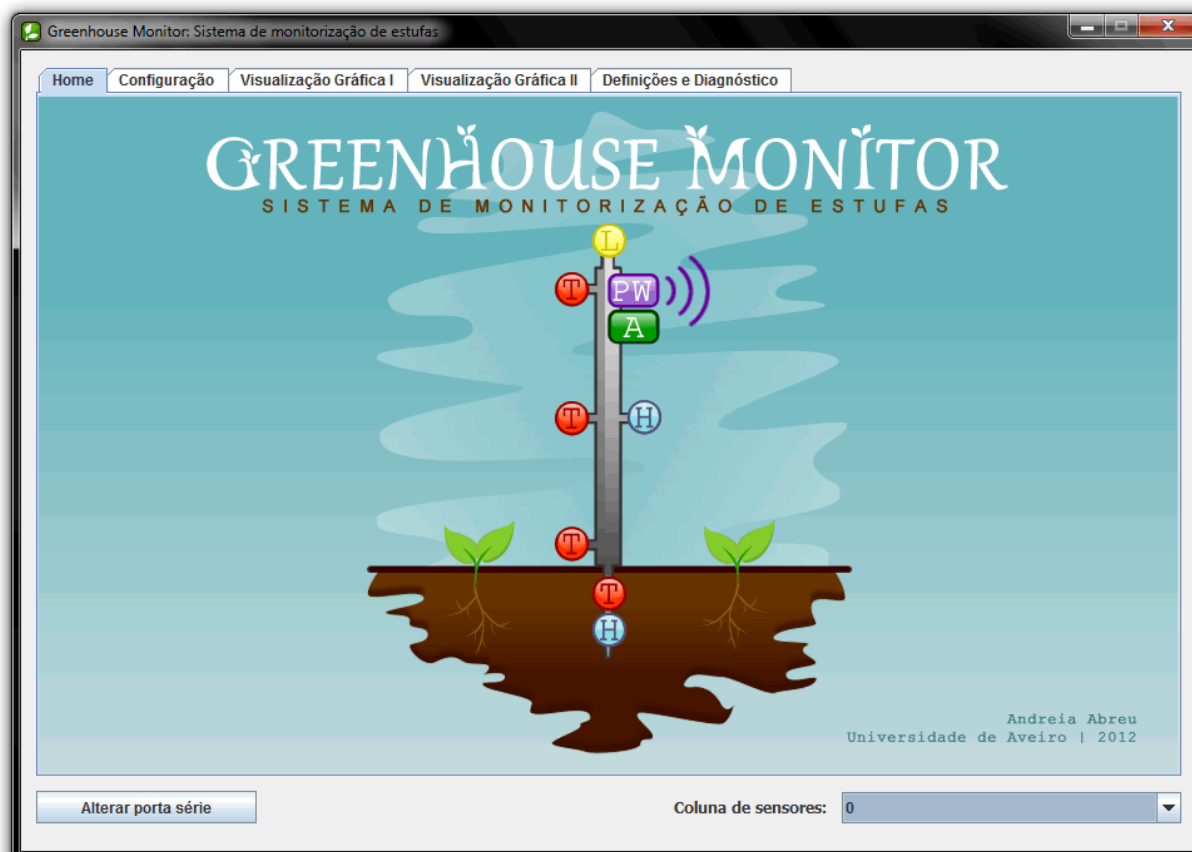 Greenhouse Monitor: Sistema de monitorização de estufas
Home
Configuração
Visualização Gráfica I
Visualização Gráfica II
Definições e Diagnóstico
GREENHOUSE MONITOR
SISTEMA DE MONITORIZAÇÃO DE ESTUFAS
L
T
PW
A
T
H
T
T
H
Andreia Abreu
Universidade de Aveiro | 2012
Alterar porta série
Coluna de sensores:
0